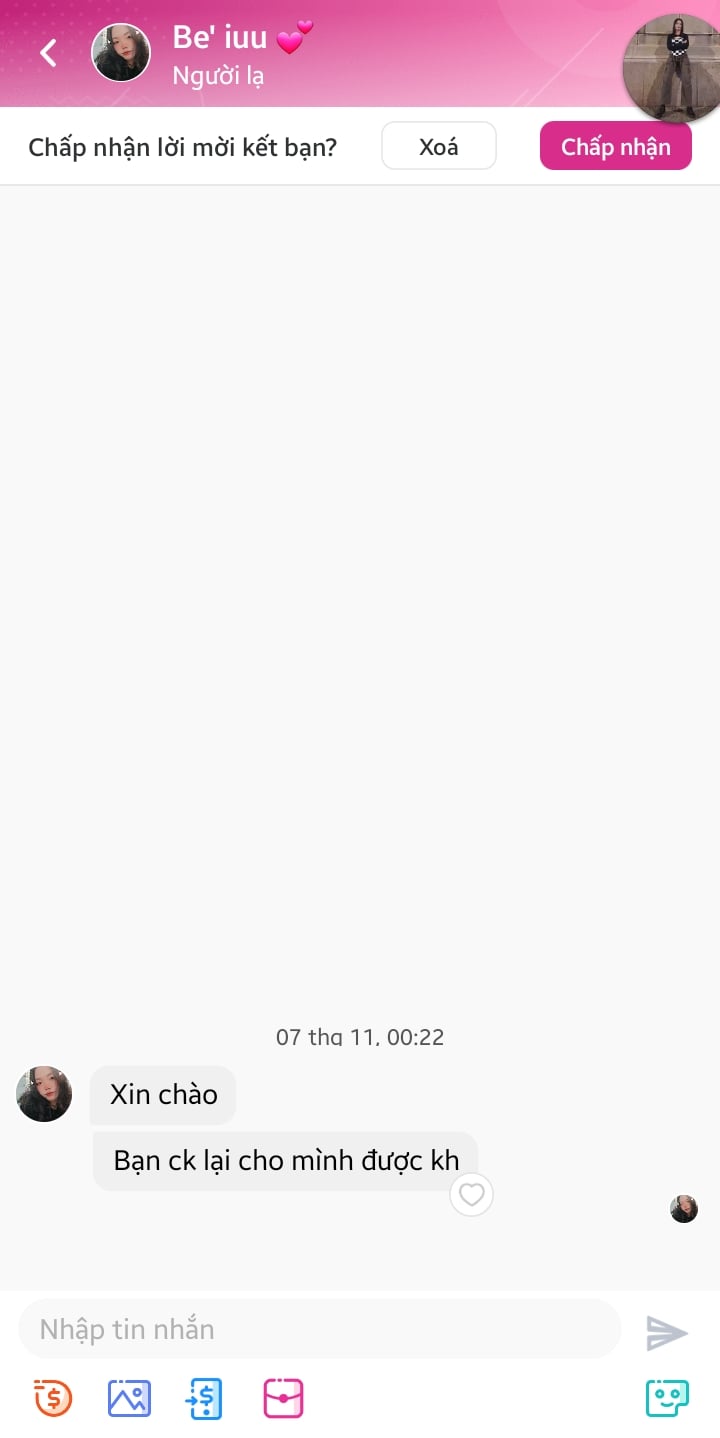 Be' iuu 💕
Người lạ
Chấp nhận lời mời kết bạn?
Xoá
Chấp nhận
07 thg 11, 00:22
Xin chào
Bạn ck lại cho mình được kh
Nhập tin nhắn